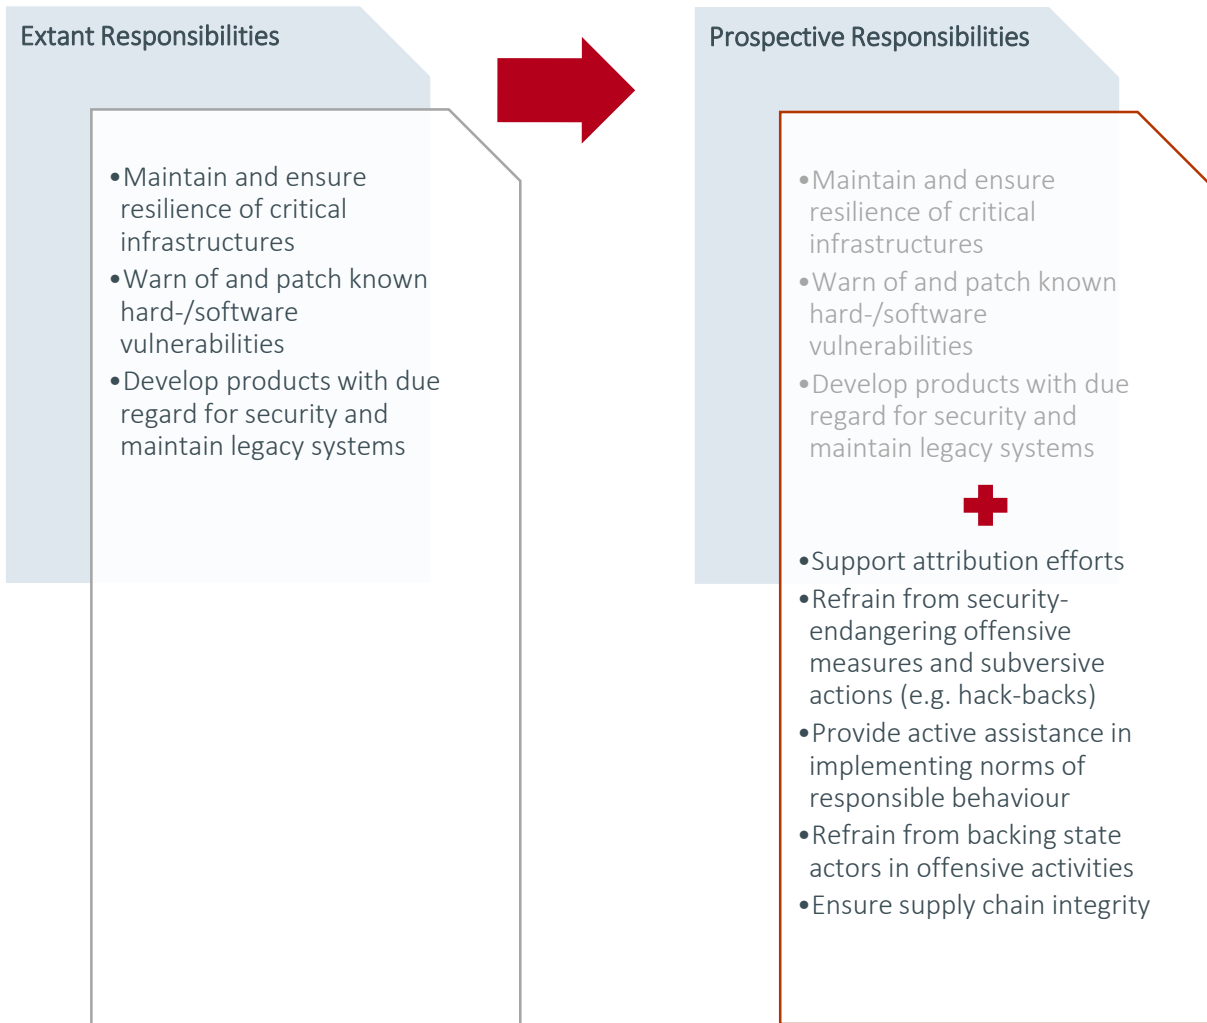 Extant Responsibilities
•Maintain and ensure
resilience of critical
infrastructures
•Warn of and patch known
hard-/software
vulnerabilities
•Develop products with due
regard for security and
maintain legacy systems
Prospective Responsibilities
•Maintain and ensure
resilience of critical
infrastructures
•Warn of and patch known
hard-/software
vulnerabilities
•Develop products with due
regard for security and
maintain legacy systems
•Support attribution efforts
•Refrain from security-
endangering offensive
measures and subversive
actions (e.g. hack-backs)
•Provide active assistance in
implementing norms of
responsible behaviour
•Refrain from backing state
actors in offensive activities
•Ensure supply chain integrity